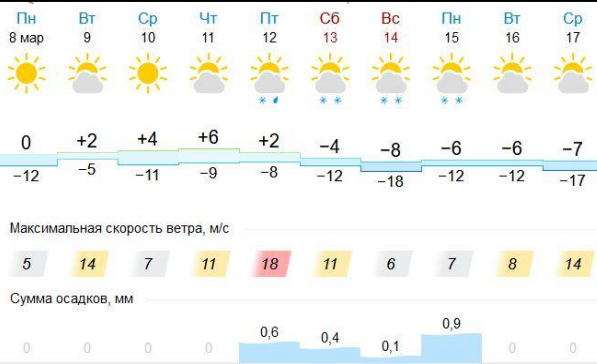 Пн Вт Ср Чт Пт Сб Вс Пн Вт Ср
8 мар 9 10 11 12 13 14 15 16 17
0 +2 +4 +6 +2 −4 −8 −6 −6 −7
−12 −5 −11 −9 −8 −12 −18 −12 −12 −17
Максимальная скорость ветра, м/с
5 14 7 11 18 11 6 7 8 14
Сумма осадков, мм
0 0 0 0 0,6 0,4 0,1 0,9 0 0